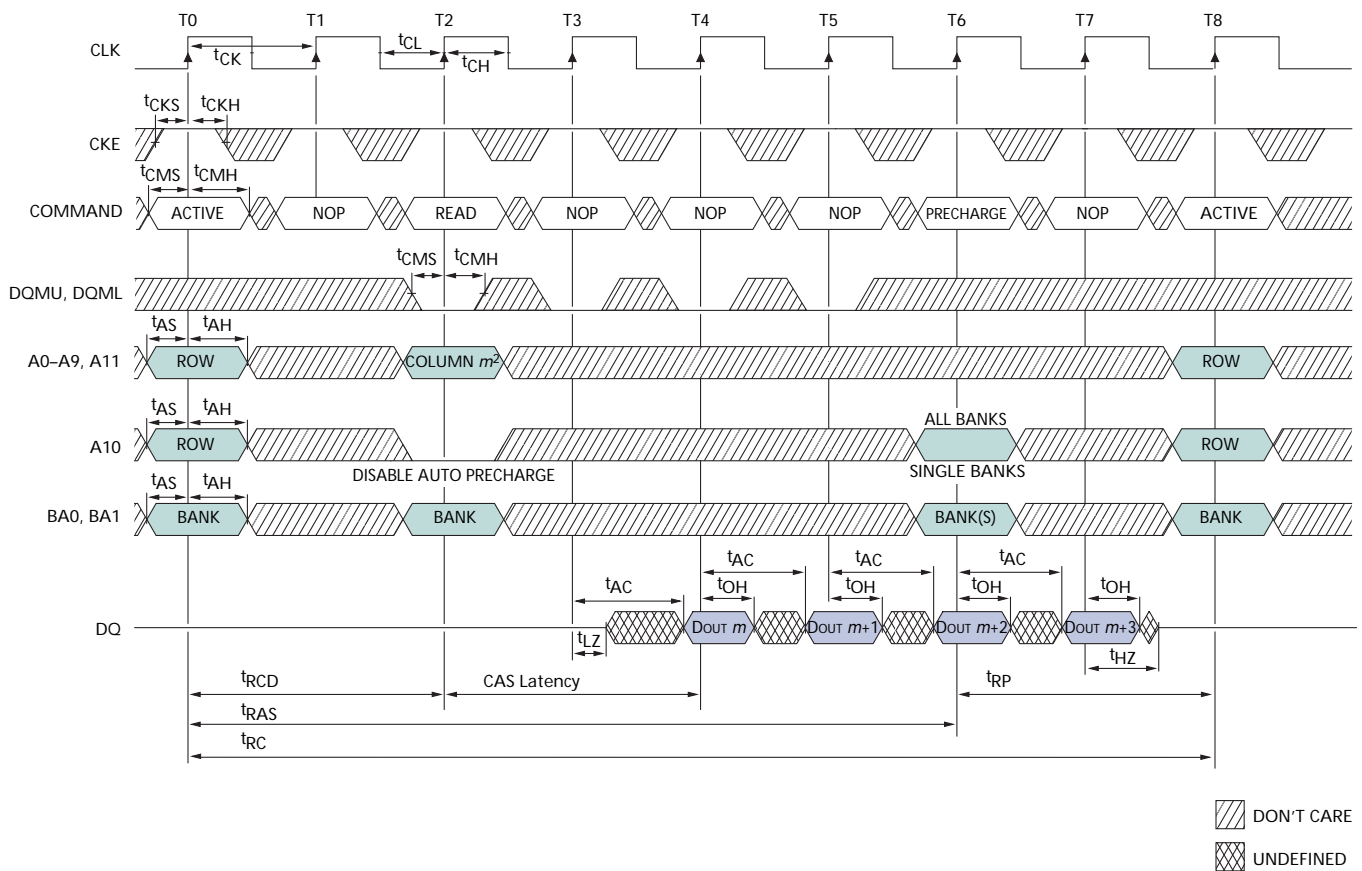 T0 T1 T2 T3 T4 T5 T6 T7 T8
CLK
tCK tCL tCH
tCKS tCKH
CKE
tCMS tCMH
COMMAND ACTIVE NOP READ NOP NOP NOP PRECHARGE NOP ACTIVE
tCMS tCMH
DQMU, DQML
tAS tAH
A0–A9, A11 ROW COLUMN m2 ROW
tAS tAH ALL BANKS
A10 ROW ROW
DISABLE AUTO PRECHARGE SINGLE BANKS
tAS tAH
BA0, BA1 BANK BANK BANK(S) BANK
tAC tAC tAC tAC
tOH tOH tOH tOH
DQ DOUT m DOUT m+1 DOUT m+2 DOUT m+3
tLZ tHZ
tRCD CAS Latency tRP
tRAS
tRC
DON'T CARE
UNDEFINED